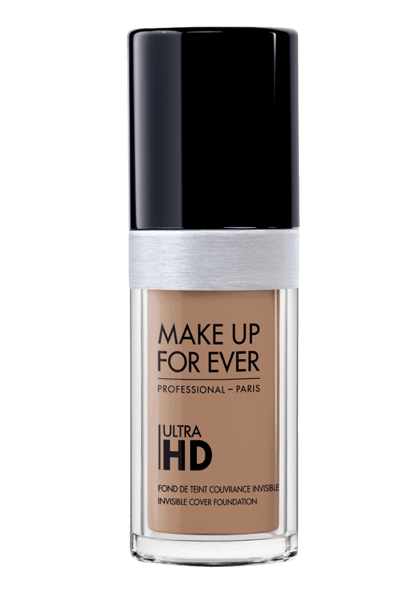 MAKE UP
FOR EVER
PROFESSIONAL – PARIS
ULTRA
HD
FOND DE TEINT COUVRANCE INVISIBLE
INVISIBLE COVER FOUNDATION